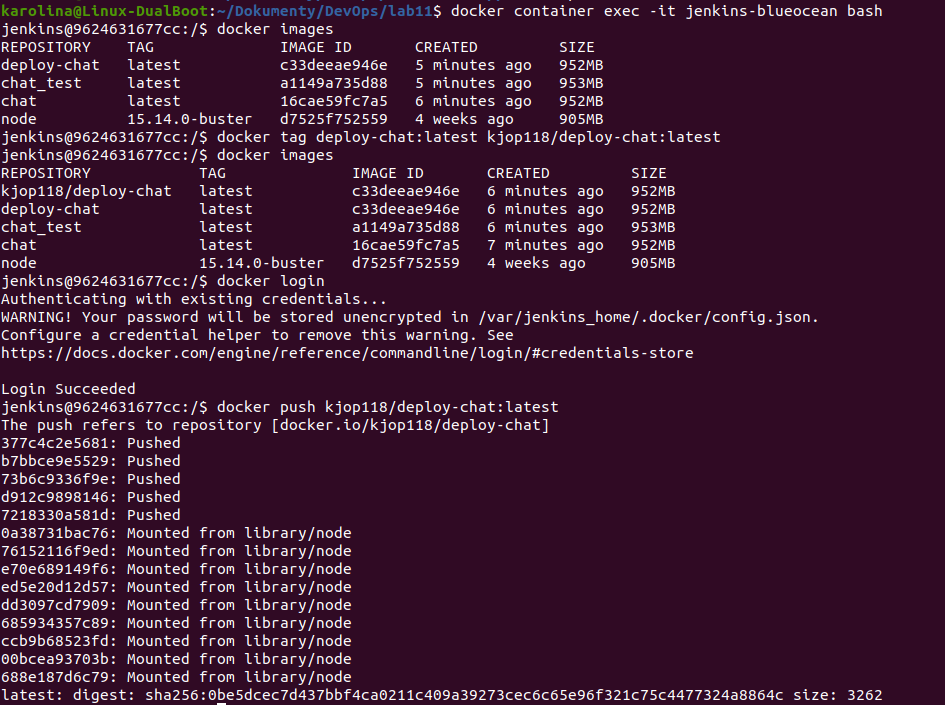 karolina@Linux-DualBoot:~/Dokumenty/DevOps/lab11$ docker container exec -it jenkins-blueocean bash
jenkins@9624631677cc:/$ docker images
REPOSITORY    TAG              IMAGE ID       CREATED         SIZE
deploy-chat   latest           c33deeae946e   5 minutes ago   952MB
chat_test     latest           a1149a735d88   5 minutes ago   953MB
chat          latest           16cae59fc7a5   6 minutes ago   952MB
node          15.14.0-buster   d7525f752559   4 weeks ago     905MB
jenkins@9624631677cc:/$ docker tag deploy-chat:latest kjop118/deploy-chat:latest
jenkins@9624631677cc:/$ docker images
REPOSITORY            TAG              IMAGE ID       CREATED         SIZE
kjop118/deploy-chat   latest           c33deeae946e   6 minutes ago   952MB
deploy-chat           latest           c33deeae946e   6 minutes ago   952MB
chat_test             latest           a1149a735d88   6 minutes ago   953MB
chat                  latest           16cae59fc7a5   7 minutes ago   952MB
node                  15.14.0-buster   d7525f752559   4 weeks ago     905MB
jenkins@9624631677cc:/$ docker login
Authenticating with existing credentials...
WARNING! Your password will be stored unencrypted in /var/jenkins_home/.docker/config.json.
Configure a credential helper to remove this warning. See
https://docs.docker.com/engine/reference/commandline/login/#credentials-store
Login Succeeded
jenkins@9624631677cc:/$ docker push kjop118/deploy-chat:latest
The push refers to repository [docker.io/kjop118/deploy-chat]
377c4c2e5681: Pushed
b7bbce9e5529: Pushed
73b6c9336f9e: Pushed
d912c9898146: Pushed
7218330a581d: Pushed
0a38731bac76: Mounted from library/node
76152116f9ed: Mounted from library/node
e70e689149f6: Mounted from library/node
ed5e20d12d57: Mounted from library/node
dd3097cd7909: Mounted from library/node
685934357c89: Mounted from library/node
ccb9b68523fd: Mounted from library/node
00bcea93703b: Mounted from library/node
688e187d6c79: Mounted from library/node
latest: digest: sha256:0be5dcec7d437bbf4ca0211c409a39273cec6c65e96f321c75c4477324a8864c size: 3262